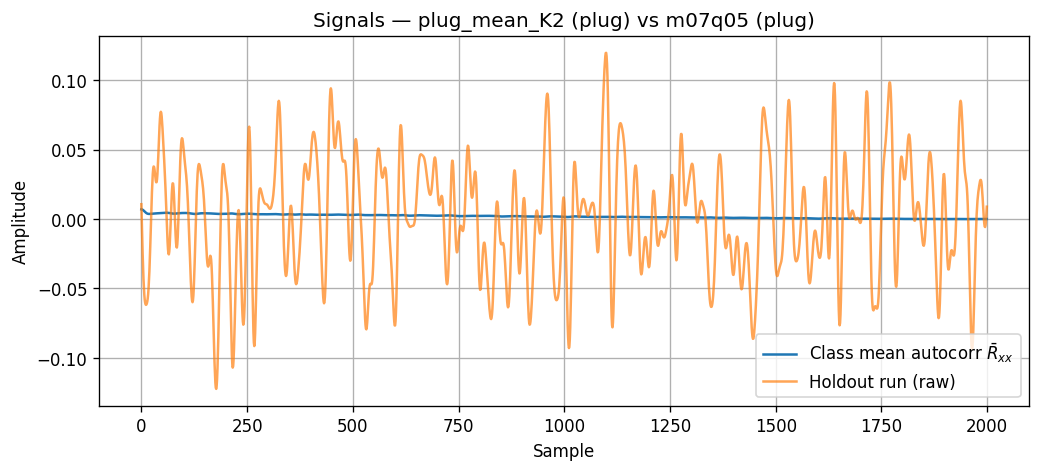 Signals — plug_mean_K2 (plug) vs m07q05 (plug)
0.10
0.05
0.00
−0.05
−0.10
Amplitude
0 250 500 750 1000 1250 1500 1750 2000
Sample
Class mean autocorr R̄xx
Holdout run (raw)